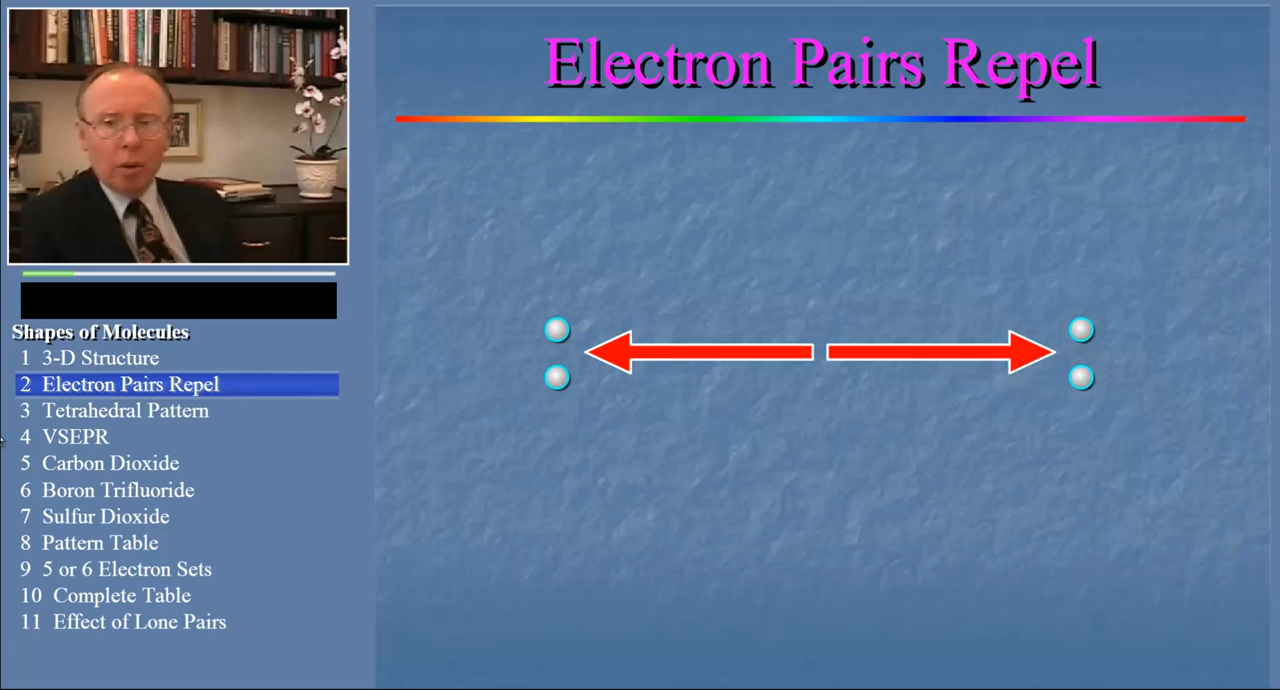 Electron Pairs Repel
Shapes of Molecules
1 3-D Structure
2 Electron Pairs Repel
3 Tetrahedral Pattern
4 VSEPR
5 Carbon Dioxide
6 Boron Trifluoride
7 Sulfur Dioxide
8 Pattern Table
9 5 or 6 Electron Sets
10 Complete Table
11 Effect of Lone Pairs